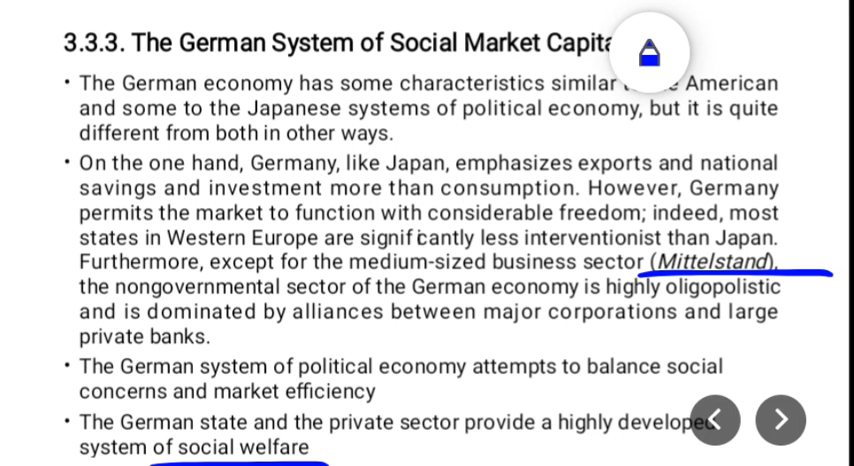 3.3.3. The German System of Social Market
• The German economy has some characteristics similar American
and some to the Japanese systems of political economy, but it is quite
different from both in other ways.
• On the one hand, Germany, like Japan, emphasizes exports and national
savings and investment more than consumption. However, Germany
permits the market to function with considerable freedom; indeed, most
states in Western Europe are significantly less interventionist than Japan.
Furthermore, except for the medium-sized business sector (Mittelstand),
the nongovernmental sector of the German economy is highly oligopolistic
and is dominated by alliances between major corporations and large
private banks.
• The German system of political economy attempts to balance social
concerns and market efficiency
• The German state and the private sector provide a highly developed
system of social welfare